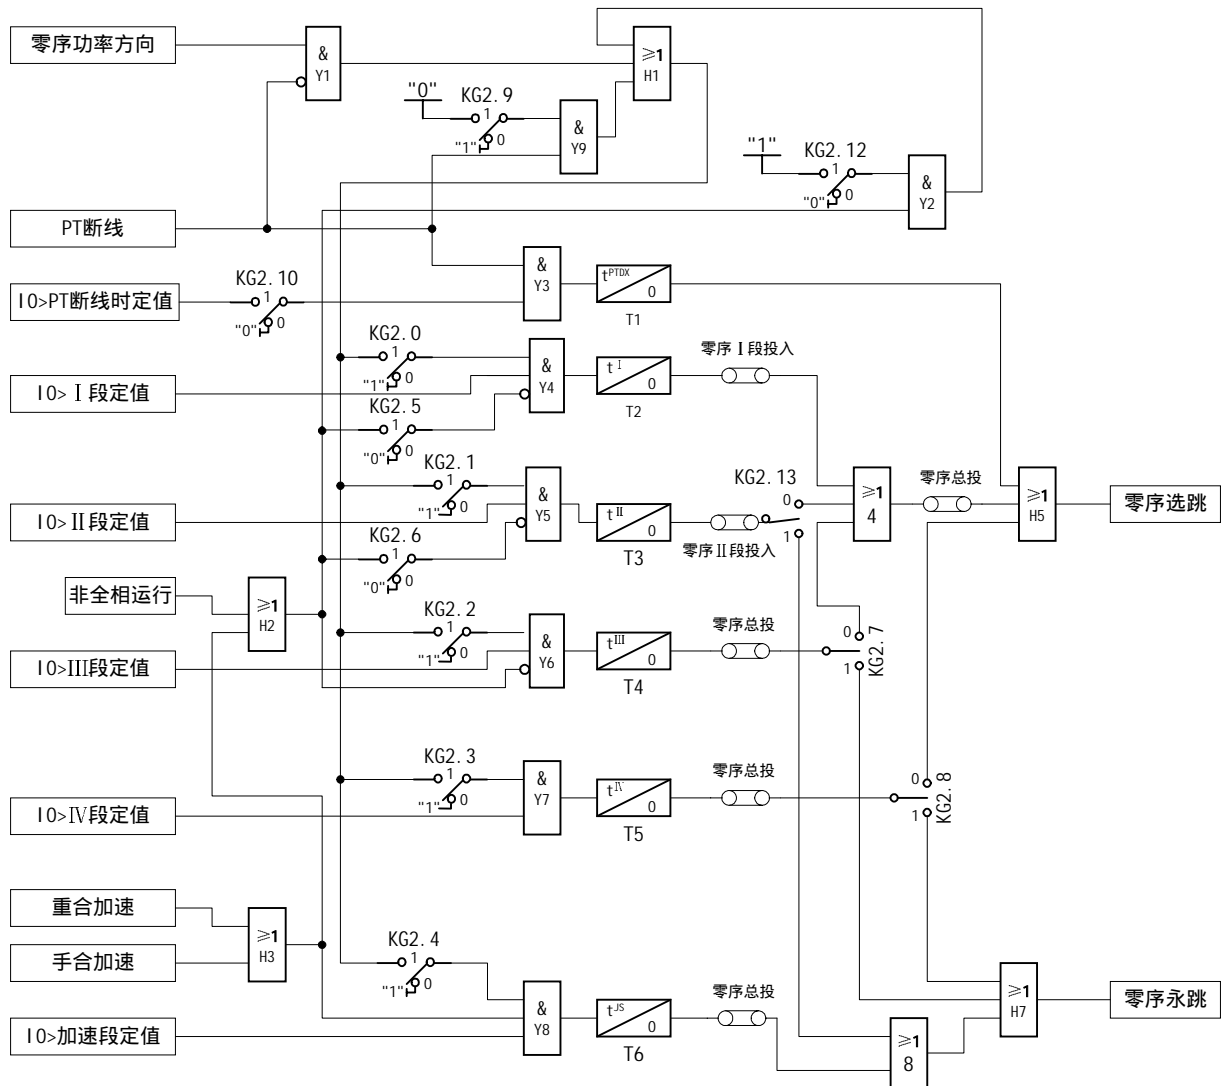 零序功率方向
&
Y1
≥1
H1
"0"
KG2.9
1
0
"1"
&
Y9
"1"
KG2.12
1
0
"0"
&
Y2
PT断线
I0>PT断线时定值
KG2.10
1
0
"0"
&
Y3
tPTDX
0
T1
I0>Ⅰ段定值
KG2.0
1
0
"1"
KG2.5
1
0
"0"
&
Y4
tⅠ
0
T2
零序Ⅰ段投入
I0>Ⅱ段定值
KG2.1
1
0
"1"
KG2.6
1
0
"0"
&
Y5
tⅡ
0
T3
零序Ⅱ段投入
KG2.13
0
1
≥1
4
零序总投
≥1
H5
零序选跳
非全相运行
≥1
H2
I0>Ⅲ段定值
KG2.2
1
0
"1"
&
Y6
tⅢ
0
T4
零序总投
0
1
KG2.7
I0>Ⅳ段定值
KG2.3
1
0
"1"
&
Y7
tⅣ
0
T5
零序总投
0
1
KG2.8
重合加速
手合加速
≥1
H3
I0>加速段定值
KG2.4
1
0
"1"
&
Y8
tJS
0
T6
零序总投
≥1
8
≥1
H7
零序永跳